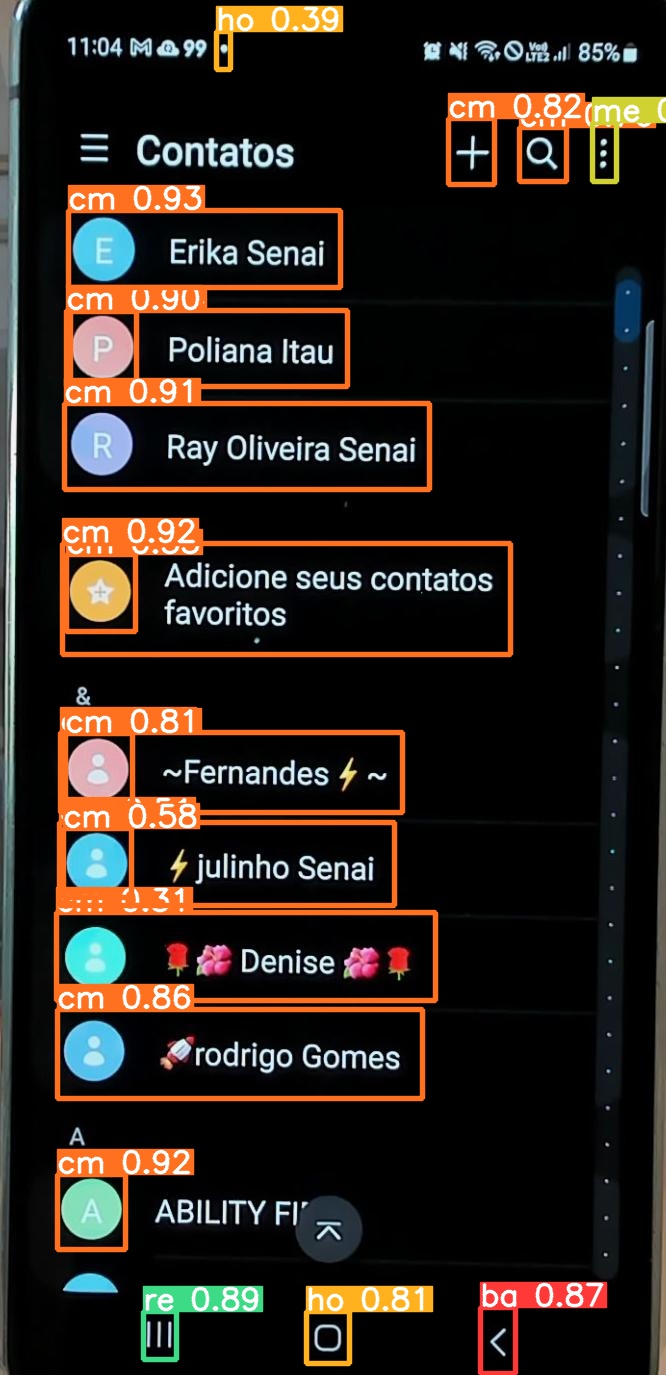 ho 0.39
11:04 99 Vo)) LTE2 85%
cm 0.82 me
Contatos
cm 0.93
E Erika Senai
cm 0.90
P Poliana Itau
cm 0.91
R Ray Oliveira Senai
cm 0.92
Adicione seus contatos
favoritos
&
cm 0.81
~Fernandes⚡~
cm 0.58
⚡julinho Senai
cm 0.31
🌹🌺 Denise 🌺🌹
cm 0.86
🚀rodrigo Gomes
A
cm 0.92
A ABILITY
re 0.89 ho 0.81 ba 0.87